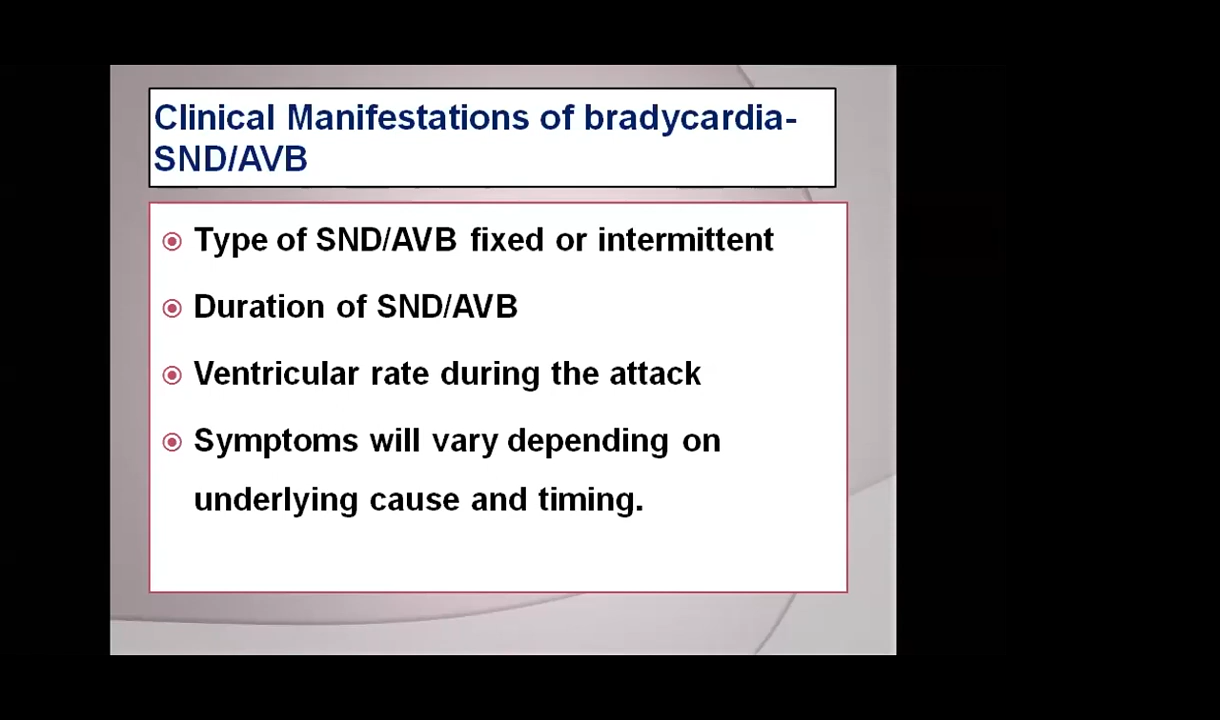 Clinical Manifestations of bradycardia-
SND/AVB
Type of SND/AVB fixed or intermittent
Duration of SND/AVB
Ventricular rate during the attack
Symptoms will vary depending on
underlying cause and timing.